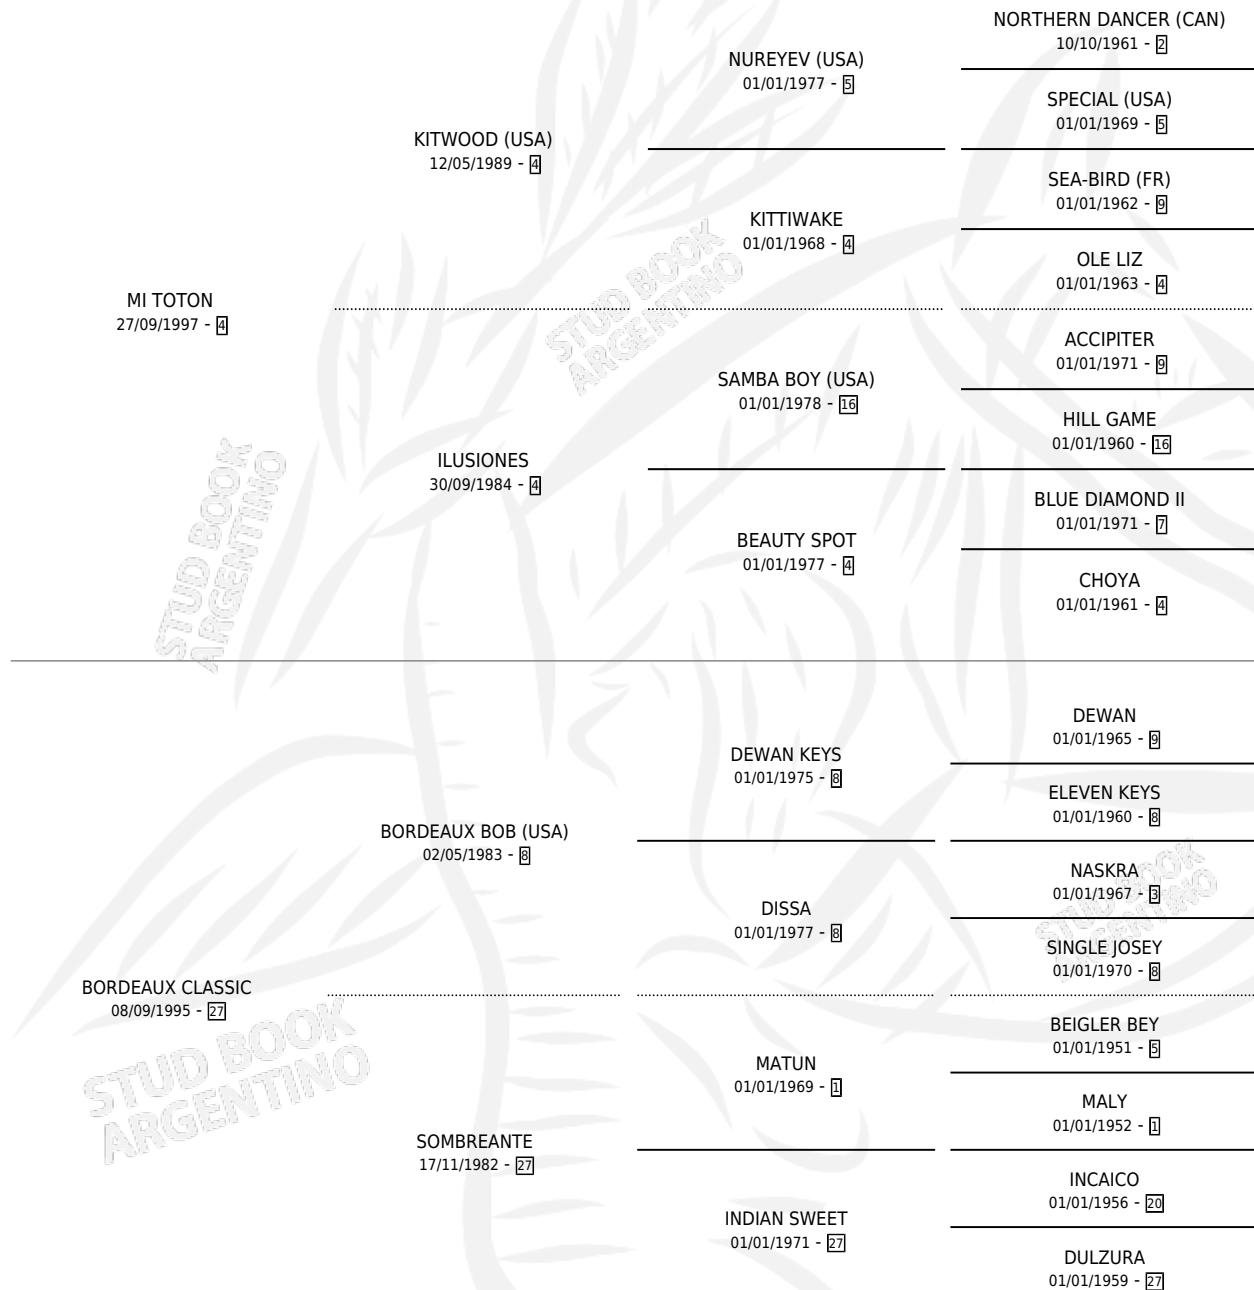 NORTHERN DANCER (CAN)
10/10/1961 - 2
NUREYEV (USA)
01/01/1977 - 5
SPECIAL (USA)
01/01/1969 - 5
KITWOOD (USA)
12/05/1989 - 4
SEA-BIRD (FR)
01/01/1962 - 9
KITTIWAKE
01/01/1968 - 4
OLE LIZ
01/01/1963 - 4
MI TOTON
27/09/1997 - 4
STUD BOOK
ARGENTINO
ACCIPITER
01/01/1971 - 9
SAMBA BOY (USA)
01/01/1978 - 16
HILL GAME
01/01/1960 - 16
ILUSIONES
30/09/1984 - 4
BLUE DIAMOND II
01/01/1971 - 7
BEAUTY SPOT
01/01/1977 - 4
CHOYA
01/01/1961 - 4
STUD BOOK
ARGENTINO
DEWAN
01/01/1965 - 9
DEWAN KEYS
01/01/1975 - 8
ELEVEN KEYS
01/01/1960 - 8
BORDEAUX BOB (USA)
02/05/1983 - 8
NASKRA
01/01/1967 - 3
DISSA
01/01/1977 - 8
SINGLE JOSEY
01/01/1970 - 8
STUD BOOK
ARGENTINO
BORDEAUX CLASSIC
08/09/1995 - 27
STUD BOOK
ARGENTINO
BEIGLER BEY
01/01/1951 - 5
MATUN
01/01/1969 - 1
MALY
01/01/1952 - 1
SOMBREANTE
17/11/1982 - 27
INCAICO
01/01/1956 - 20
INDIAN SWEET
01/01/1971 - 27
DULZURA
01/01/1959 - 27